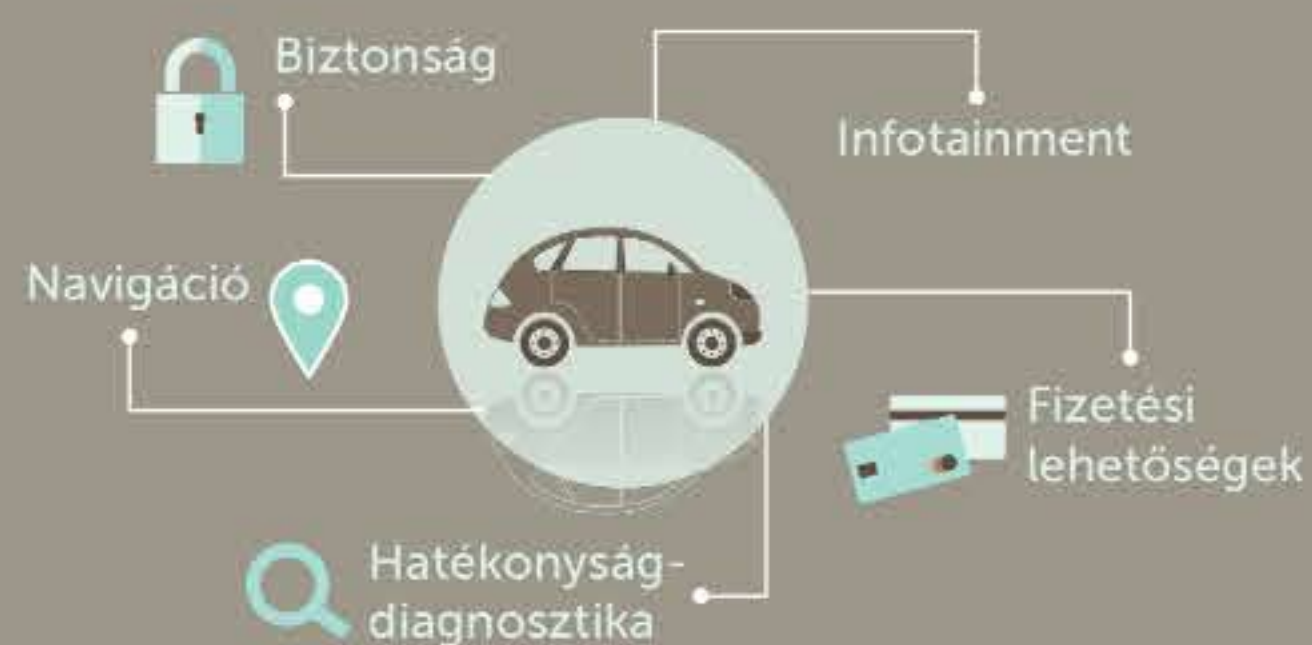 Biztonság
Infotainment
Navigáció
Fizetési
lehetőségek
Hatékonyság-
diagnosztika